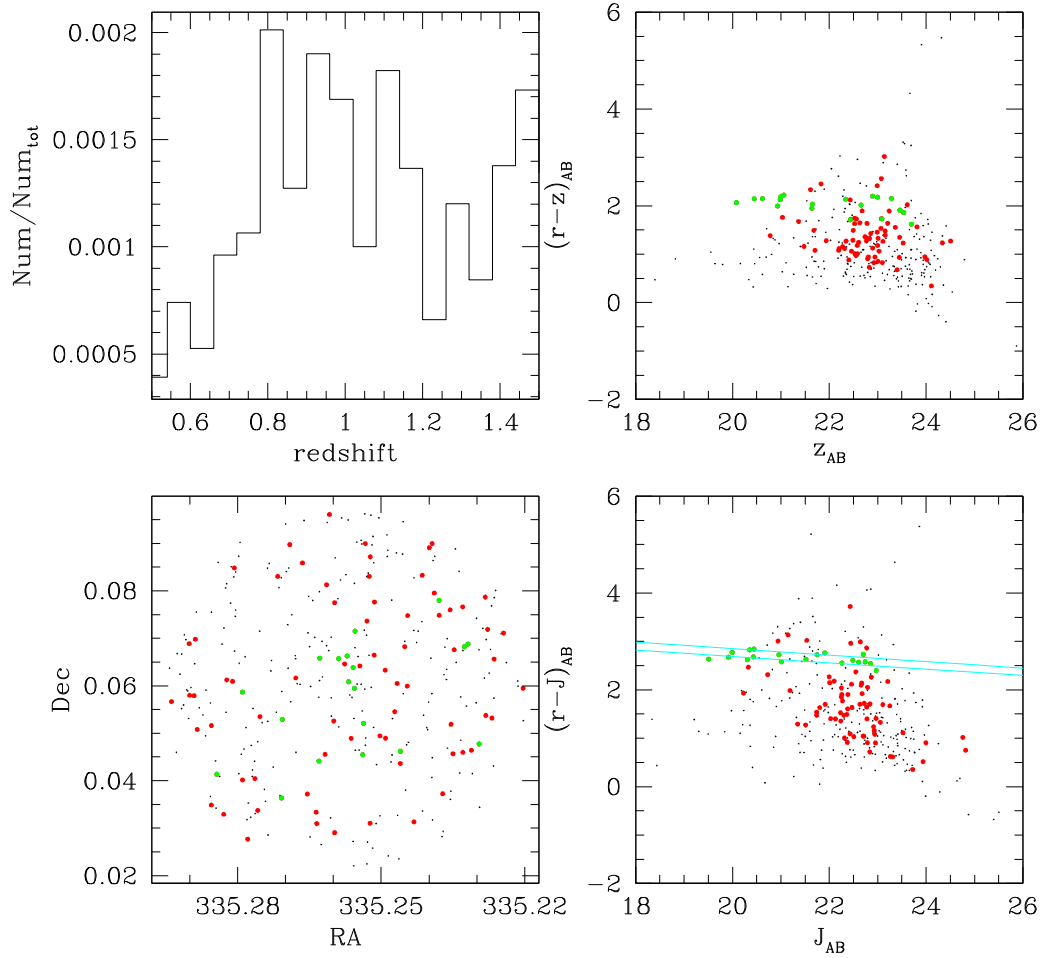 0.002
0.0015
0.001
0.0005
Num/Num_tot
0.6 0.8 1 1.2 1.4
redshift
6
4
2
0
−2
(r−z)_AB
18 20 22 24 26
z_AB
0.08
0.06
0.04
0.02
Dec
335.28 335.25 335.22
RA
6
4
2
0
−2
(r−J)_AB
18 20 22 24 26
J_AB